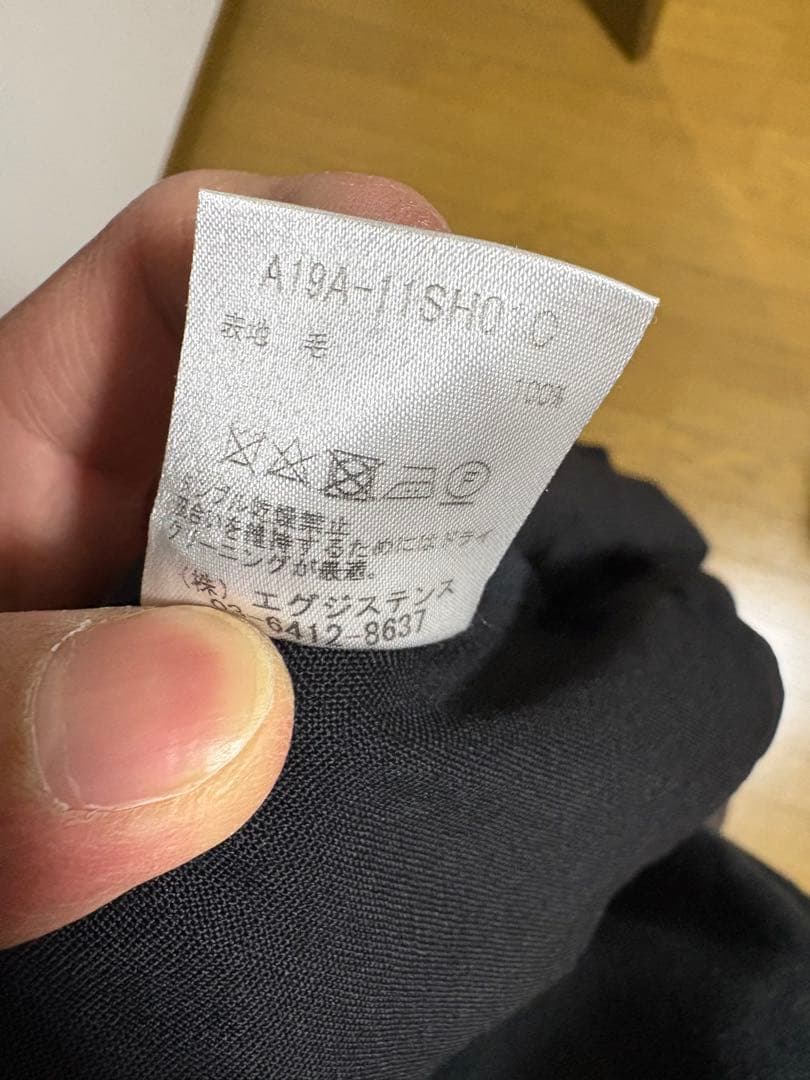 A19A-11SH01C
表地 毛
100%
タンブル乾燥禁止
風合いを維持するためにはドライ
クリーニングが最適。
(株) エグジステンス
03-6412-8637